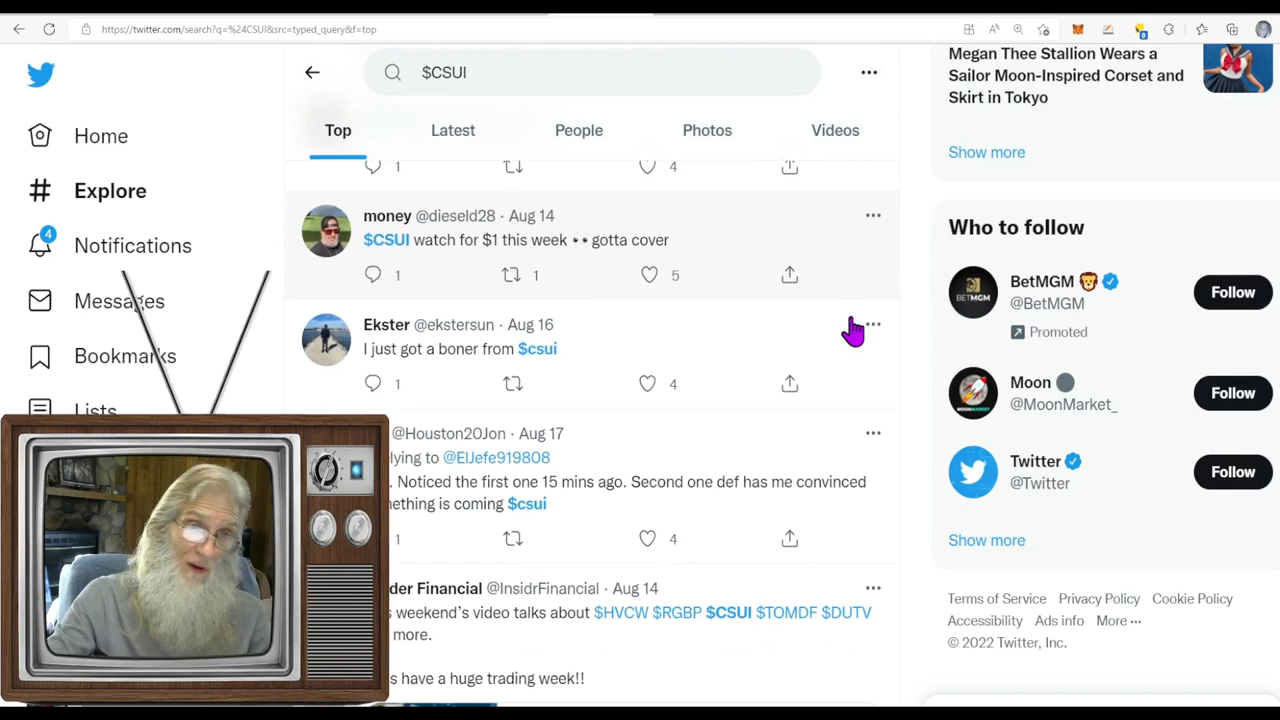 https://twitter.com/search?q=%24CSUI&src=typed_query&f=top
$CSUI
Top
Latest
People
Photos
Videos
Home
Explore
4
Notifications
Messages
Bookmarks
Lists
1
4
money @dieseld28 · Aug 14
$CSUI watch for $1 this week 👀 gotta cover
1
1
5
Ekster @ekstersun · Aug 16
I just got a boner from $csui
1
4
@Houston20Jon · Aug 17
lying to @ElJefe919808
. Noticed the first one 15 mins ago. Second one def has me convinced
ething is coming $csui
1
4
der Financial @InsidrFinancial · Aug 14
s weekend's video talks about $HVCW $RGBP $CSUI $TOMDF $DUTV
more.
s have a huge trading week!!
Megan Thee Stallion Wears a
Sailor Moon-Inspired Corset and
Skirt in Tokyo
Show more
Who to follow
BetMGM 🦁
@BetMGM
Promoted
Follow
BETMGM
Moon 🌑
@MoonMarket_
Follow
MOONMARKET
Twitter
@Twitter
Follow
Show more
Terms of Service Privacy Policy Cookie Policy
Accessibility Ads info More ···
© 2022 Twitter, Inc.